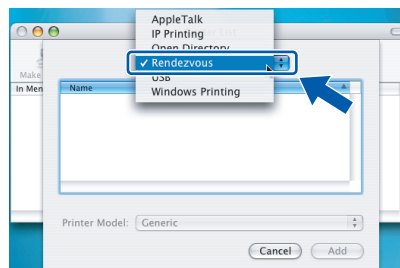 AppleTalk
IP Printing
Open Directory
✓ Rendezvous
USB
Windows Printing
Make
In Men
Name
Printer Model: Generic
Cancel Add